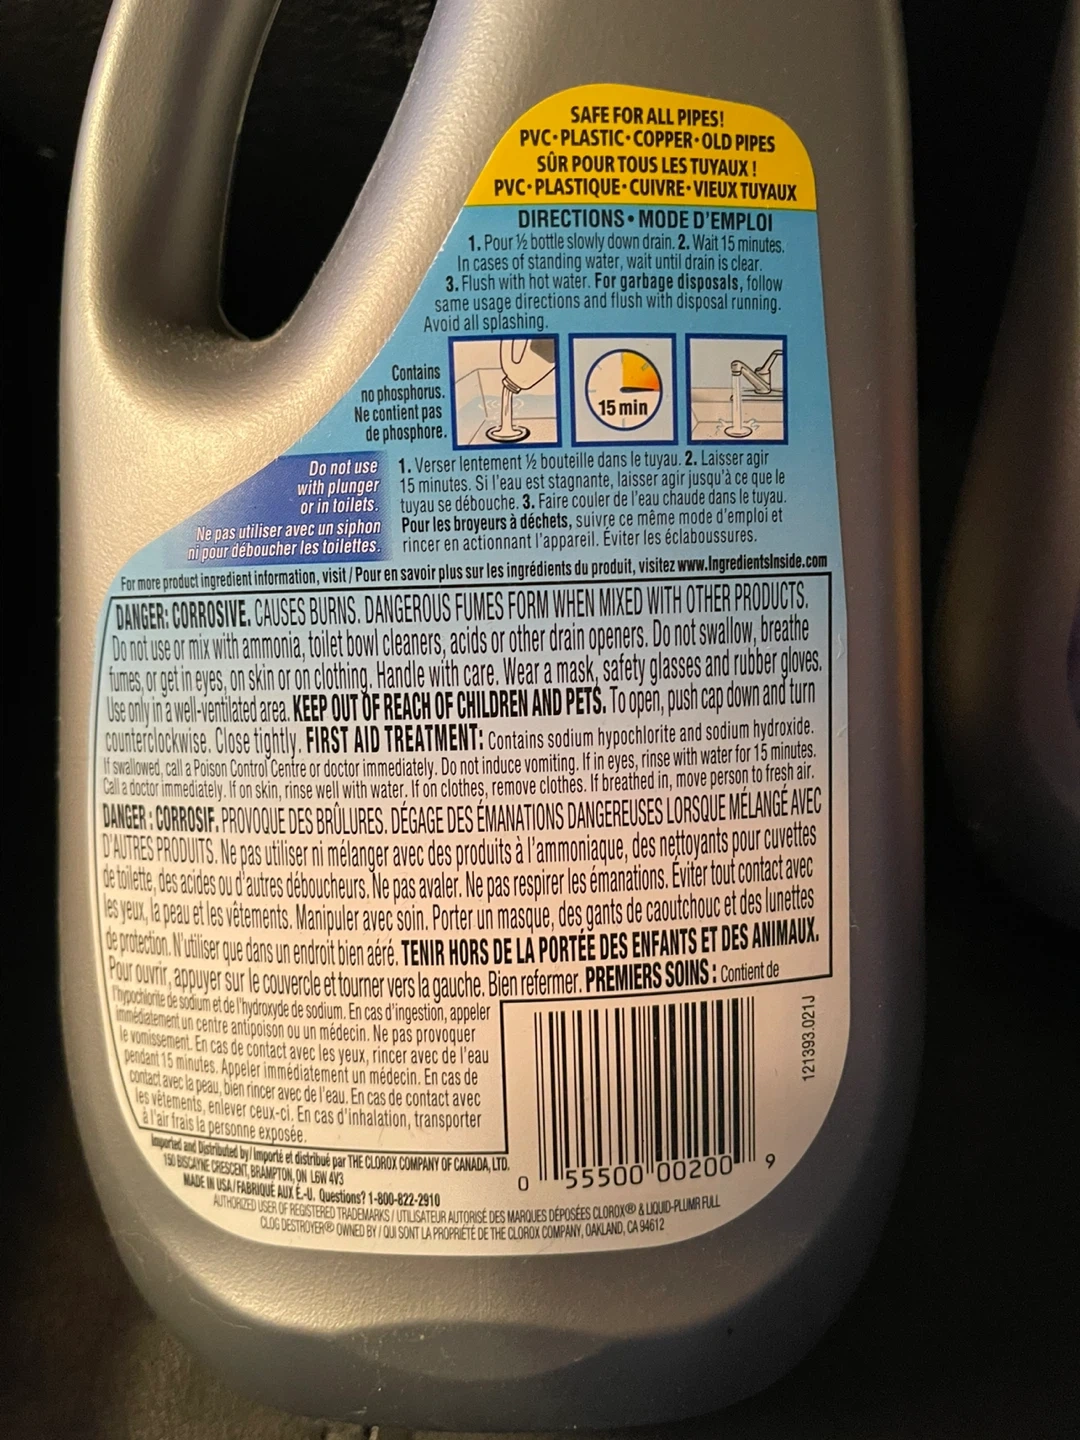 SAFE FOR ALL PIPES!
PVC • PLASTIC • COPPER • OLD PIPES
SÛR POUR TOUS LES TUYAUX !
PVC • PLASTIQUE • CUIVRE • VIEUX TUYAUX
DIRECTIONS • MODE D'EMPLOI
1. Pour ½ bottle slowly down drain. 2. Wait 15 minutes.
In cases of standing water, wait until drain is clear.
3. Flush with hot water. For garbage disposals, follow
same usage directions and flush with disposal running.
Avoid all splashing.
Contains
no phosphorus.
Ne contient pas
de phosphore.
15 min
Do not use
with plunger
or in toilets.
Ne pas utiliser avec un siphon
ni pour déboucher les toilettes.
1. Verser lentement ½ bouteille dans le tuyau. 2. Laisser agir
15 minutes. Si l'eau est stagnante, laisser agir jusqu'à ce que le
tuyau se débouche. 3. Faire couler de l'eau chaude dans le tuyau.
Pour les broyeurs à déchets, suivre ce même mode d'emploi et
rincer en actionnant l'appareil. Éviter les éclaboussures.
For more product ingredient information, visit / Pour en savoir plus sur les ingrédients du produit, visitez www.IngredientsInside.com
DANGER: CORROSIVE. CAUSES BURNS. DANGEROUS FUMES FORM WHEN MIXED WITH OTHER PRODUCTS.
Do not use or mix with ammonia, toilet bowl cleaners, acids or other drain openers. Do not swallow, breathe
fumes, or get in eyes, on skin or on clothing. Handle with care. Wear a mask, safety glasses and rubber gloves.
Use only in a well-ventilated area. KEEP OUT OF REACH OF CHILDREN AND PETS. To open, push cap down and turn
counterclockwise. Close tightly. FIRST AID TREATMENT: Contains sodium hypochlorite and sodium hydroxide.
If swallowed, call a Poison Control Centre or doctor immediately. Do not induce vomiting. If in eyes, rinse with water for 15 minutes.
Call a doctor immediately. If on skin, rinse well with water. If on clothes, remove clothes. If breathed in, move person to fresh air.
DANGER : CORROSIF. PROVOQUE DES BRÛLURES. DÉGAGE DES ÉMANATIONS DANGEREUSES LORSQUE MÉLANGÉ AVEC
D'AUTRES PRODUITS. Ne pas utiliser ni mélanger avec des produits à l'ammoniaque, des nettoyants pour cuvettes
de toilette, des acides ou d'autres déboucheurs. Ne pas avaler. Ne pas respirer les émanations. Éviter tout contact avec
les yeux, la peau et les vêtements. Manipuler avec soin. Porter un masque, des gants de caoutchouc et des lunettes
de protection. N'utiliser que dans un endroit bien aéré. TENIR HORS DE LA PORTÉE DES ENFANTS ET DES ANIMAUX.
Pour ouvrir, appuyer sur le couvercle et tourner vers la gauche. Bien refermer. PREMIERS SOINS : Contient de
l'hypochlorite de sodium et de l'hydroxyde de sodium. En cas d'ingestion, appeler
immédiatement un centre antipoison ou un médecin. Ne pas provoquer
le vomissement. En cas de contact avec les yeux, rincer avec de l'eau
pendant 15 minutes. Appeler immédiatement un médecin. En cas de
contact avec la peau, bien rincer avec de l'eau. En cas de contact avec
les vêtements, enlever ceux-ci. En cas d'inhalation, transporter
à l'air frais la personne exposée.
121393.021J
0 55500 00200 9
Imported and Distributed by / Importé et distribué par THE CLOROX COMPANY OF CANADA, LTD.
150 BISCAYNE CRESCENT, BRAMPTON, ON L6W 4V3
MADE IN USA / FABRIQUÉ AUX É.-U. Questions? 1-800-822-2910
AUTHORIZED USER OF REGISTERED TRADEMARKS / UTILISATEUR AUTORISÉ DES MARQUES DÉPOSÉES CLOROX® & LIQUID-PLUMR FULL
CLOG DESTROYER® OWNED BY / QUI SONT LA PROPRIÉTÉ DE THE CLOROX COMPANY, OAKLAND, CA 94612